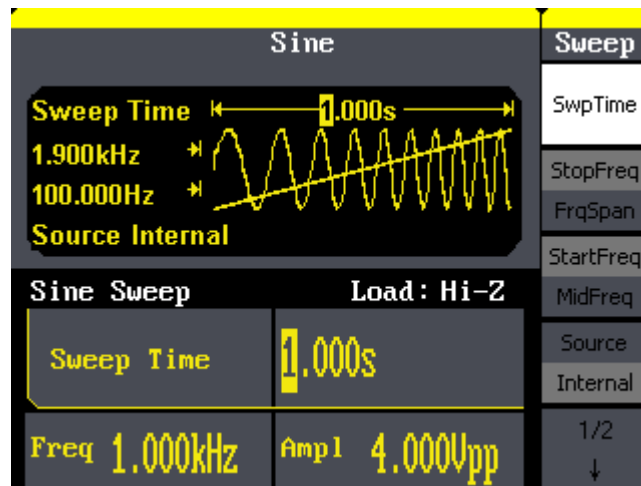 Sine
Sweep
Sweep Time 1.000s
1.900kHz
100.000Hz
Source Internal
Sine Sweep Load: Hi-Z
Sweep Time 1.000s
Freq 1.000kHz Ampl 4.000Vpp
SwpTime
StopFreq
FrqSpan
StartFreq
MidFreq
Source
Internal
1/2
↓